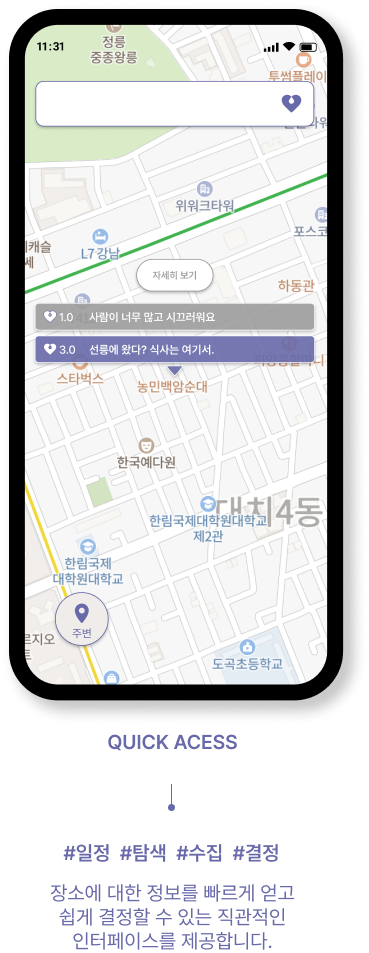 11:31
정릉
중종왕릉
투썸플레이
위워크타워
포스코
캐슬
세
L7 강남
자세히 보기
하동관
1.0 사람이 너무 많고 시끄러워요
3.0 선릉에 왔다? 식사는 여기서.
스타벅스
농민백암순대
한국예다원
대치4동
한림국제대학원대학교
제2관
한림국제
대학원대학교
르지오
트
주변
도곡초등학교
QUICK ACESS
#일정 #탐색 #수집 #결정
장소에 대한 정보를 빠르게 얻고
쉽게 결정할 수 있는 직관적인
인터페이스를 제공합니다.